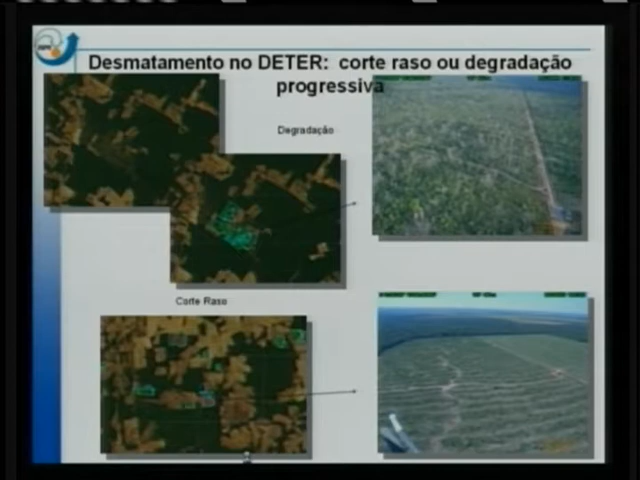 Desmatamento no DETER: corte raso ou degradação
progressiva
Degradação
Corte Raso